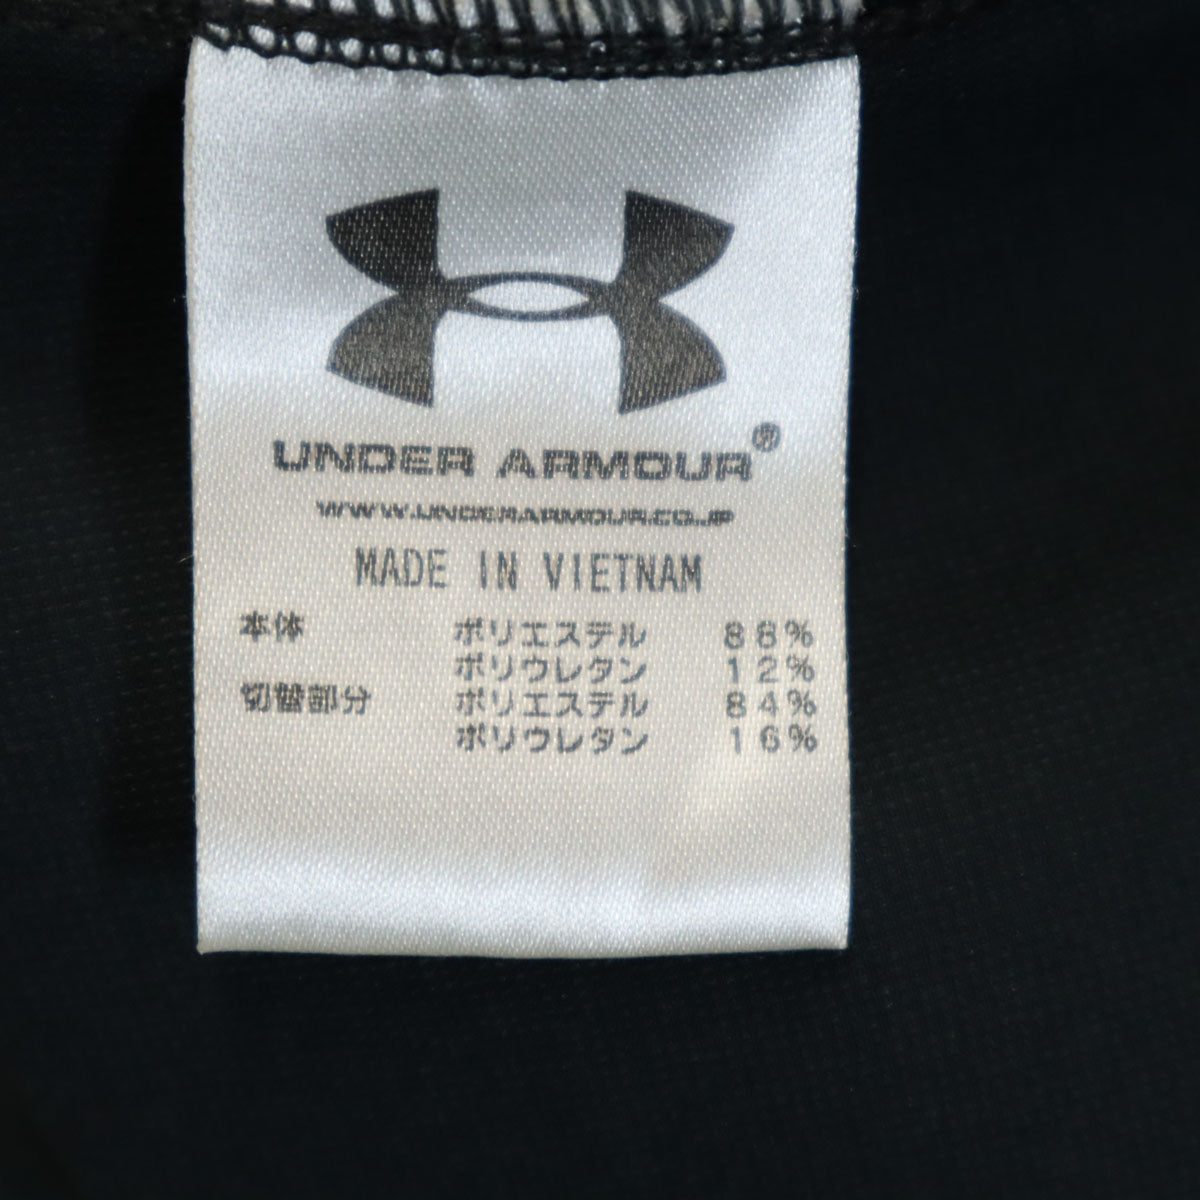 UNDER ARMOUR®
WWW.UNDERARMOUR.CO.JP
MADE IN VIETNAM
本体 ポリエステル 88%
ポリウレタン 12%
切替部分 ポリエステル 84%
ポリウレタン 16%